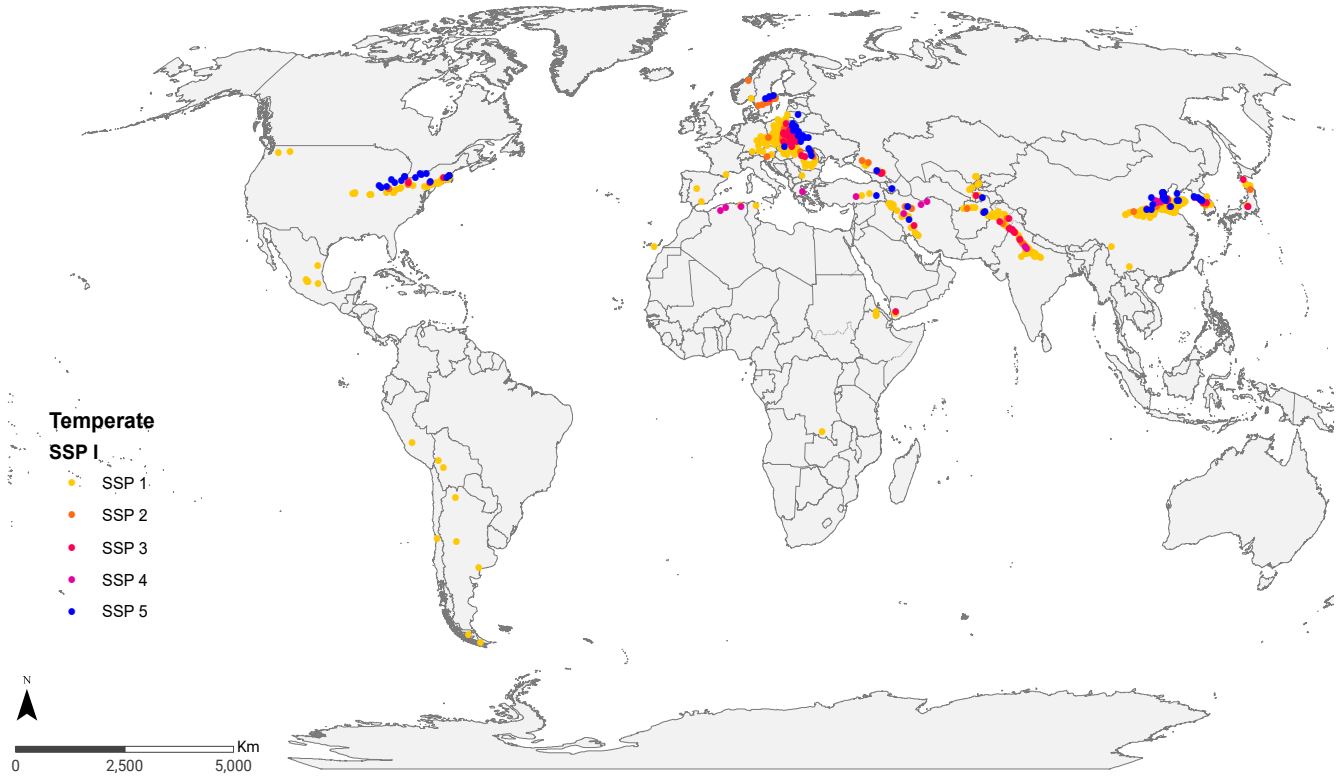 Temperate
SSP I
SSP 1
SSP 2
SSP 3
SSP 4
SSP 5
N
Km
0 2,500 5,000